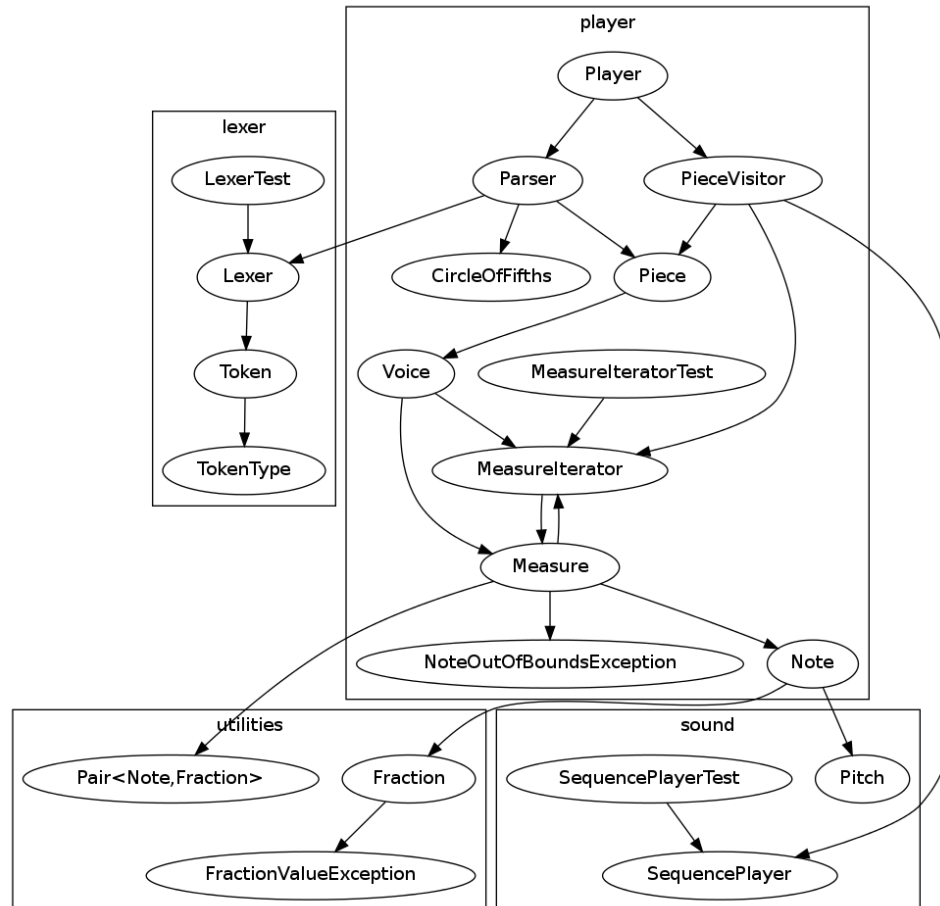 player
Player
lexer
LexerTest
Parser
PieceVisitor
Lexer
CircleOfFifths
Piece
Token
Voice
MeasureIteratorTest
TokenType
MeasureIterator
Measure
NoteOutOfBoundsException
Note
utilities
sound
Pair<Note,Fraction>
Fraction
SequencePlayerTest
Pitch
FractionValueException
SequencePlayer